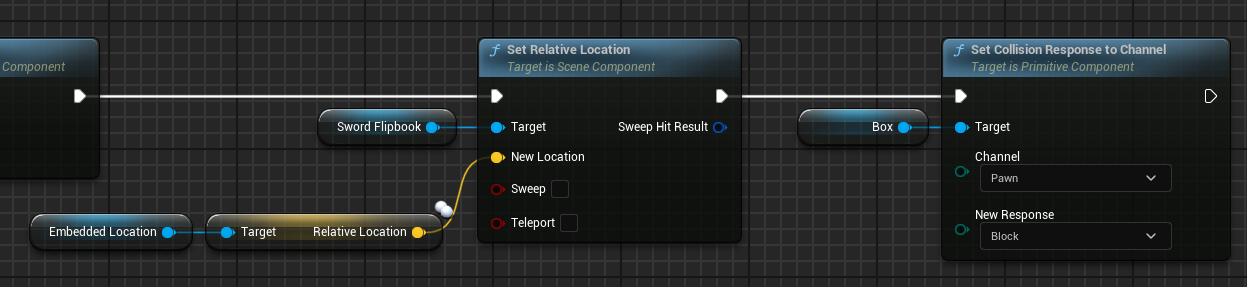 Component
Set Relative Location
Target is Scene Component
Sword Flipbook
Target
Sweep Hit Result
New Location
Sweep
Teleport
Embedded Location
Target
Relative Location
Set Collision Response to Channel
Target is Primitive Component
Box
Target
Channel
Pawn
New Response
Block